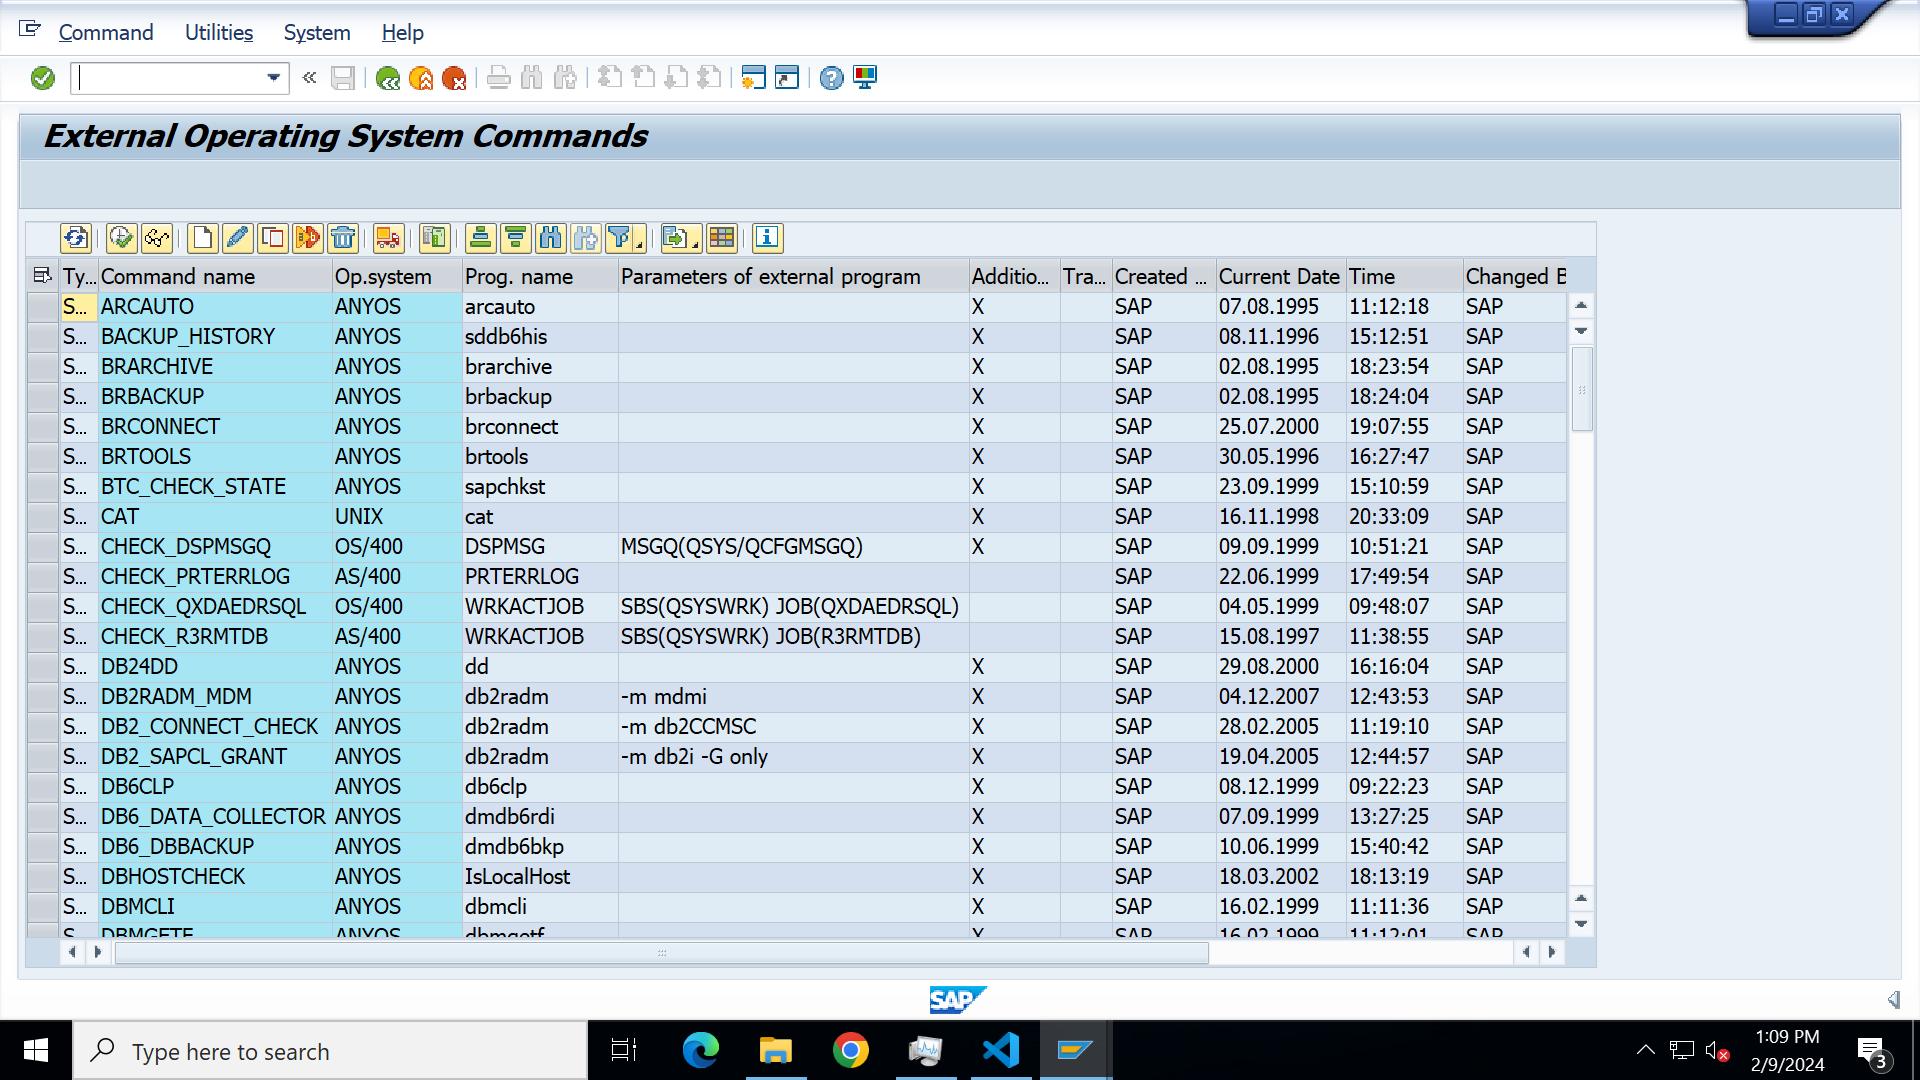 Command Utilities System Help
External Operating System Commands
Ty... Command name Op.system Prog. name Parameters of external program Additio... Tra... Created ... Current Date Time Changed B
S... ARCAUTO ANYOS arcauto X SAP 07.08.1995 11:12:18 SAP
S... BACKUP_HISTORY ANYOS sddb6his X SAP 08.11.1996 15:12:51 SAP
S... BRARCHIVE ANYOS brarchive X SAP 02.08.1995 18:23:54 SAP
S... BRBACKUP ANYOS brbackup X SAP 02.08.1995 18:24:04 SAP
S... BRCONNECT ANYOS brconnect X SAP 25.07.2000 19:07:55 SAP
S... BRTOOLS ANYOS brtools X SAP 30.05.1996 16:27:47 SAP
S... BTC_CHECK_STATE ANYOS sapchkst X SAP 23.09.1999 15:10:59 SAP
S... CAT UNIX cat X SAP 16.11.1998 20:33:09 SAP
S... CHECK_DSPMSGQ OS/400 DSPMSG MSGQ(QSYS/QCFGMSGQ) X SAP 09.09.1999 10:51:21 SAP
S... CHECK_PRTERRLOG AS/400 PRTERRLOG SAP 22.06.1999 17:49:54 SAP
S... CHECK_QXDAEDRSQL OS/400 WRKACTJOB SBS(QSYSWRK) JOB(QXDAEDRSQL) SAP 04.05.1999 09:48:07 SAP
S... CHECK_R3RMTDB AS/400 WRKACTJOB SBS(QSYSWRK) JOB(R3RMTDB) SAP 15.08.1997 11:38:55 SAP
S... DB24DD ANYOS dd X SAP 29.08.2000 16:16:04 SAP
S... DB2RADM_MDM ANYOS db2radm -m mdmi X SAP 04.12.2007 12:43:53 SAP
S... DB2_CONNECT_CHECK ANYOS db2radm -m db2CCMSC X SAP 28.02.2005 11:19:10 SAP
S... DB2_SAPCL_GRANT ANYOS db2radm -m db2i -G only X SAP 19.04.2005 12:44:57 SAP
S... DB6CLP ANYOS db6clp X SAP 08.12.1999 09:22:23 SAP
S... DB6_DATA_COLLECTOR ANYOS dmdb6rdi X SAP 07.09.1999 13:27:25 SAP
S... DB6_DBBACKUP ANYOS dmdb6bkp X SAP 10.06.1999 15:40:42 SAP
S... DBHOSTCHECK ANYOS IsLocalHost X SAP 18.03.2002 18:13:19 SAP
S... DBMCLI ANYOS dbmcli X SAP 16.02.1999 11:11:36 SAP
S... DBMGETF ANYOS dbmgetf X SAP 16.02.1999 11:12:01 SAP
SAP
Type here to search
1:09 PM
2/9/2024
3